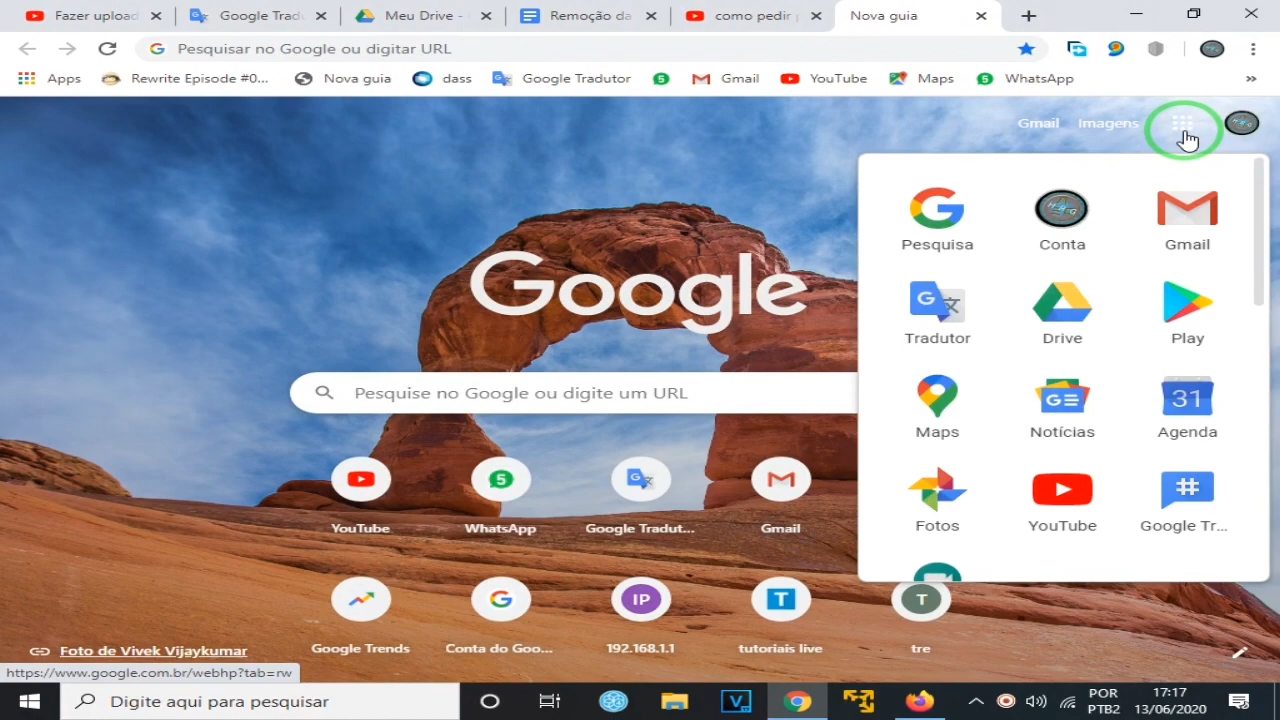 Fazer upload
Google Trad
Meu Drive -
Remoção da
como pedir p
Nova guia
Pesquisar no Google ou digitar URL
Apps
Rewrite Episode #0...
Nova guia
dass
Google Tradutor
5
Gmail
YouTube
Maps
5
WhatsApp
»
Gmail
Imagens
Pesquisa
Conta
Gmail
Tradutor
Drive
Play
Maps
Notícias
31
Agenda
Fotos
YouTube
Google Tr...
Google
Pesquise no Google ou digite um URL
YouTube
5
WhatsApp
Google Tradut...
Gmail
Google Trends
Conta do Goo...
IP
192.168.1.1
T
tutoriais live
T
tre
Foto de Vivek Vijaykumar
https://www.google.com.br/webhp?tab=rw
Digite aqui para pesquisar
POR
PTB2
17:17
13/06/2020